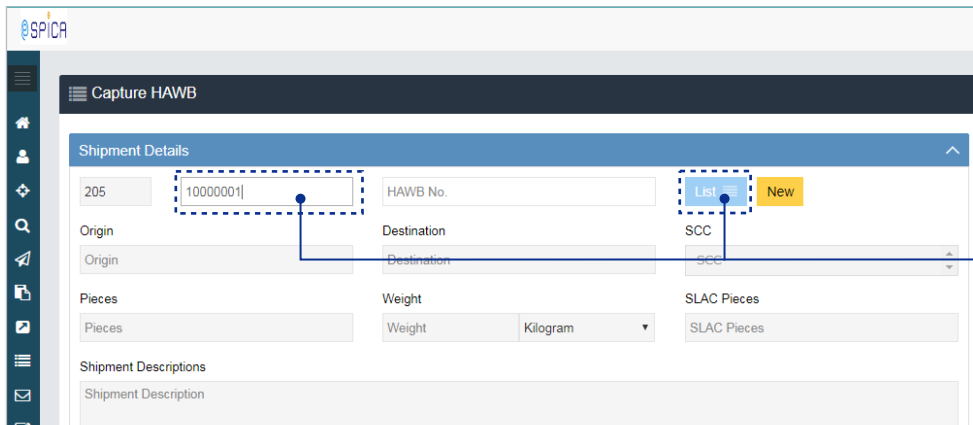 eSPICA
Capture HAWB
Shipment Details
205 10000001 HAWB No. List New
Origin Destination SCC
Origin Destination SCC
Pieces Weight SLAC Pieces
Pieces Weight Kilogram SLAC Pieces
Shipment Descriptions
Shipment Description